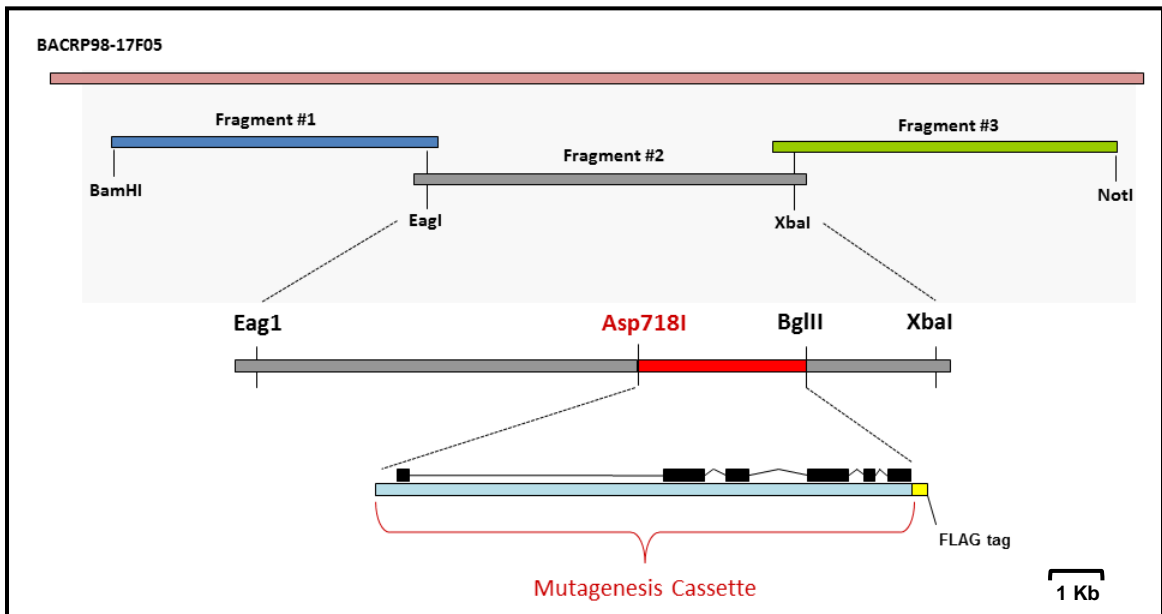 BACRP98-17F05
Fragment #1
Fragment #3
Fragment #2
BamHI
NotI
EagI
XbaI
Eag1
Asp718I
BglII
XbaI
FLAG tag
Mutagenesis Cassette
1 Kb